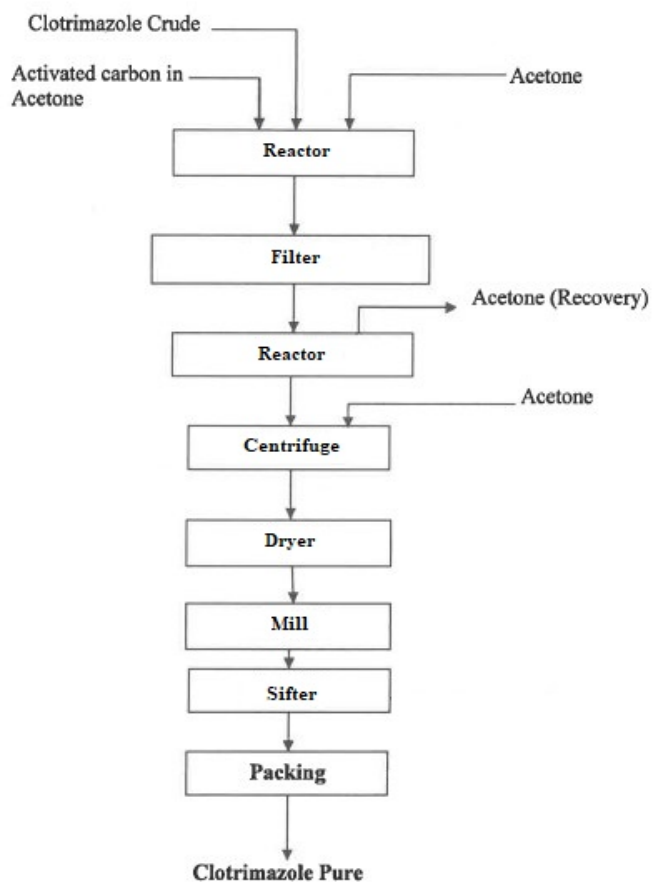 Clotrimazole Crude
Activated carbon in
Acetone
Acetone
Reactor
Filter
Acetone (Recovery)
Reactor
Acetone
Centrifuge
Dryer
Mill
Sifter
Packing
Clotrimazole Pure